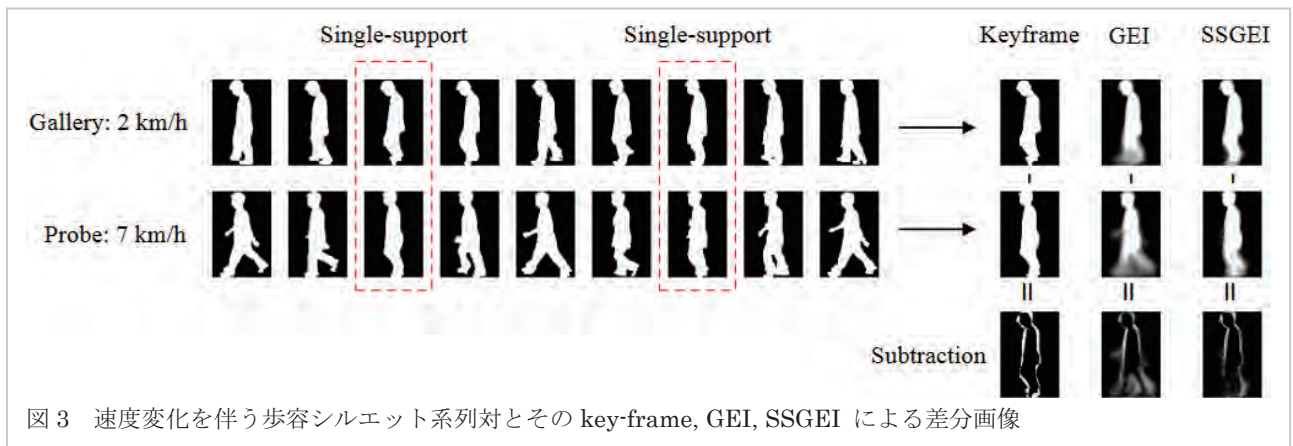 Single-support Single-support Keyframe GEI SSGEI
Gallery: 2 km/h
Probe: 7 km/h
Subtraction
図 3 速度変化を伴う歩容シルエット系列対とその key-frame, GEI, SSGEI による差分画像